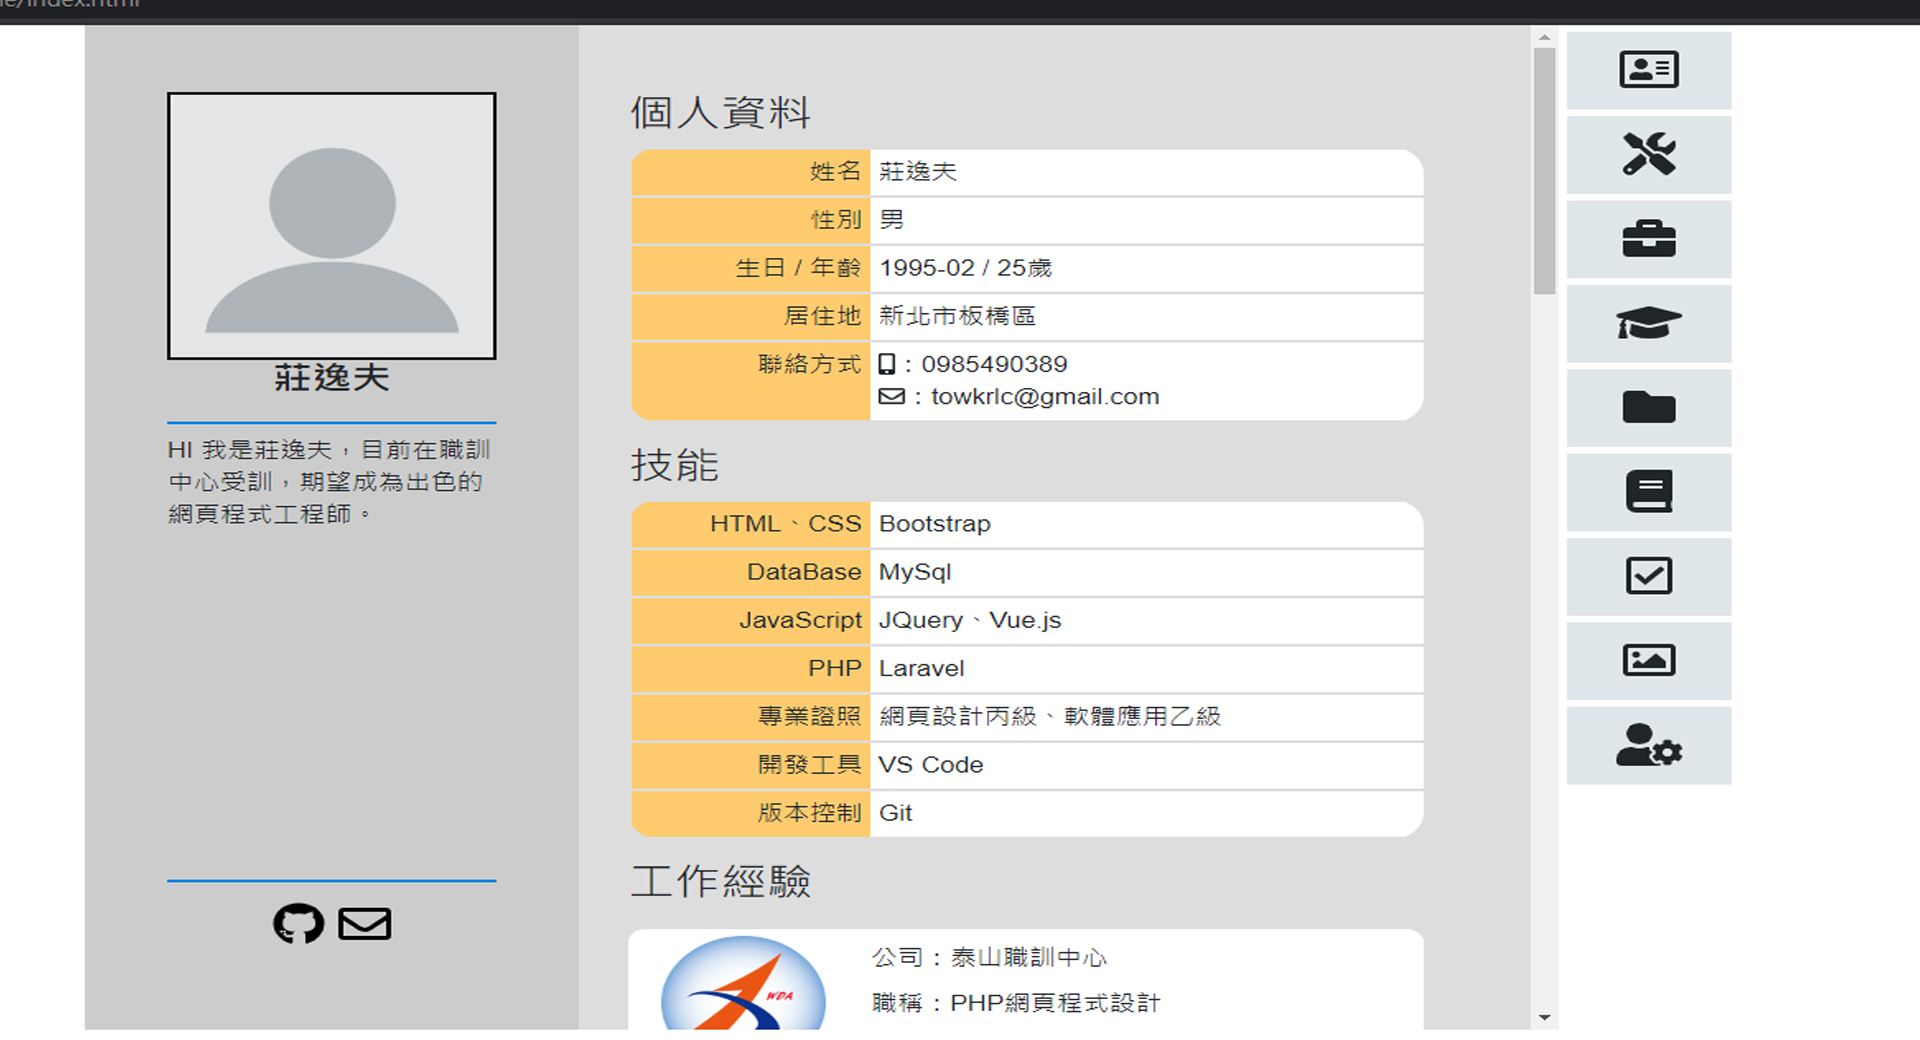 e/index.html
莊逸夫
HI 我是莊逸夫，目前在職訓
中心受訓，期望成為出色的
網頁程式工程師。
個人資料
姓名 莊逸夫
性別 男
生日 / 年齡 1995-02 / 25歲
居住地 新北市板橋區
聯絡方式 : 0985490389
: towkrlc@gmail.com
技能
HTML、CSS Bootstrap
DataBase MySql
JavaScript JQuery、Vue.js
PHP Laravel
專業證照 網頁設計丙級、軟體應用乙級
開發工具 VS Code
版本控制 Git
工作經驗
WDA
公司：泰山職訓中心
職稱：PHP網頁程式設計